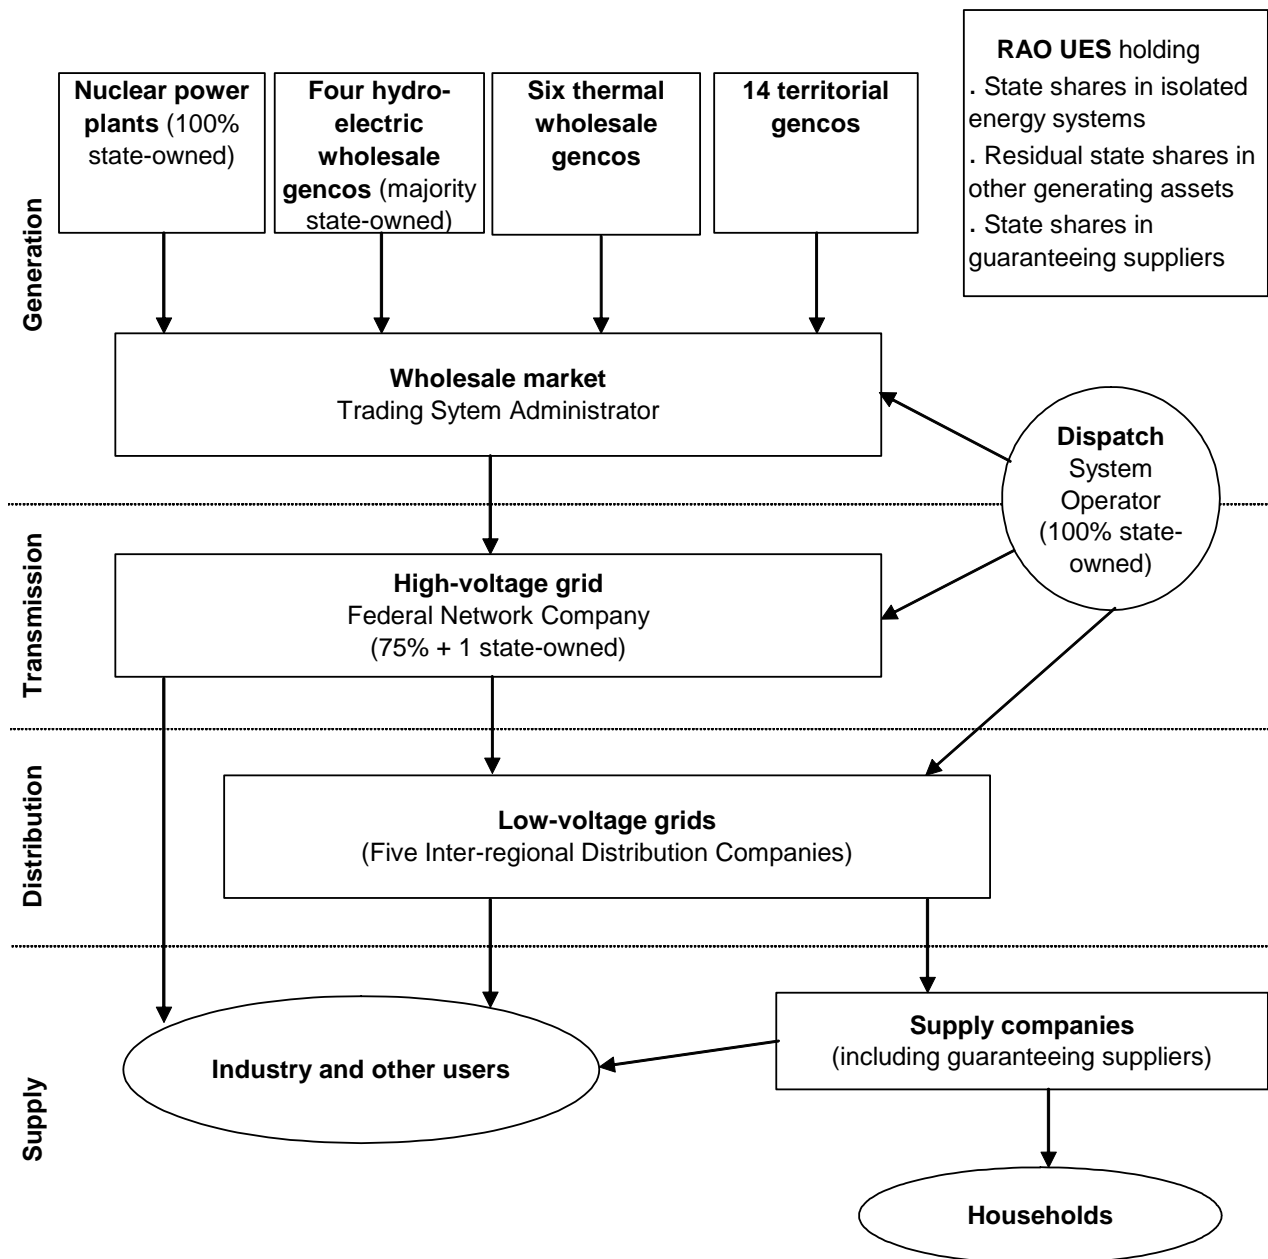 Nuclear power
plants (100%
state-owned)
Four hydro-
electric
wholesale
gencos (majority
state-owned)
Six thermal
wholesale
gencos
14 territorial
gencos
RAO UES holding
. State shares in isolated
energy systems
. Residual state shares in
other generating assets
. State shares in
guaranteeing suppliers
Generation
Wholesale market
Trading Sytem Administrator
Dispatch
System
Operator
(100% state-
owned)
Transmission
High-voltage grid
Federal Network Company
(75% + 1 state-owned)
Distribution
Low-voltage grids
(Five Inter-regional Distribution Companies)
Supply
Industry and other users
Supply companies
(including guaranteeing suppliers)
Households